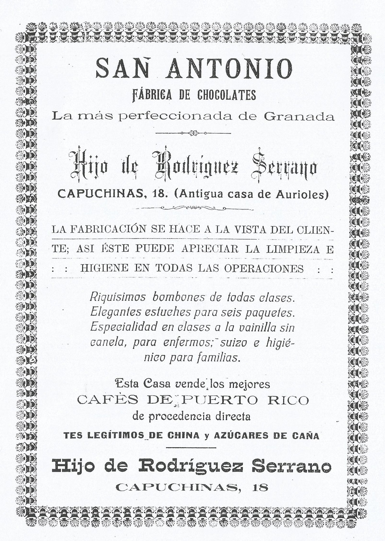 SAN ANTONIO
FÁBRICA DE CHOCOLATES
La más perfeccionada de Granada
Hijo de Rodríguez Serrano
CAPUCHINAS, 18. (Antigua casa de Aurioles)
LA FABRICACIÓN SE HACE A LA VISTA DEL CLIEN-
TE; ASI ÉSTE PUEDE APRECIAR LA LIMPIEZA E
: : HIGIENE EN TODAS LAS OPERACIONES : :
Riquísimos bombones de todas clases.
Elegantes estuches para seis paquetes.
Especialidad en clases a la vainilla sin
canela, para enfermos; suizo e higié-
nico para familias.
Esta Casa vende los mejores
CAFÉS DE PUERTO RICO
de procedencia directa
TES LEGÍTIMOS DE CHINA y AZÚCARES DE CAÑA
Hijo de Rodríguez Serrano
CAPUCHINAS, 18